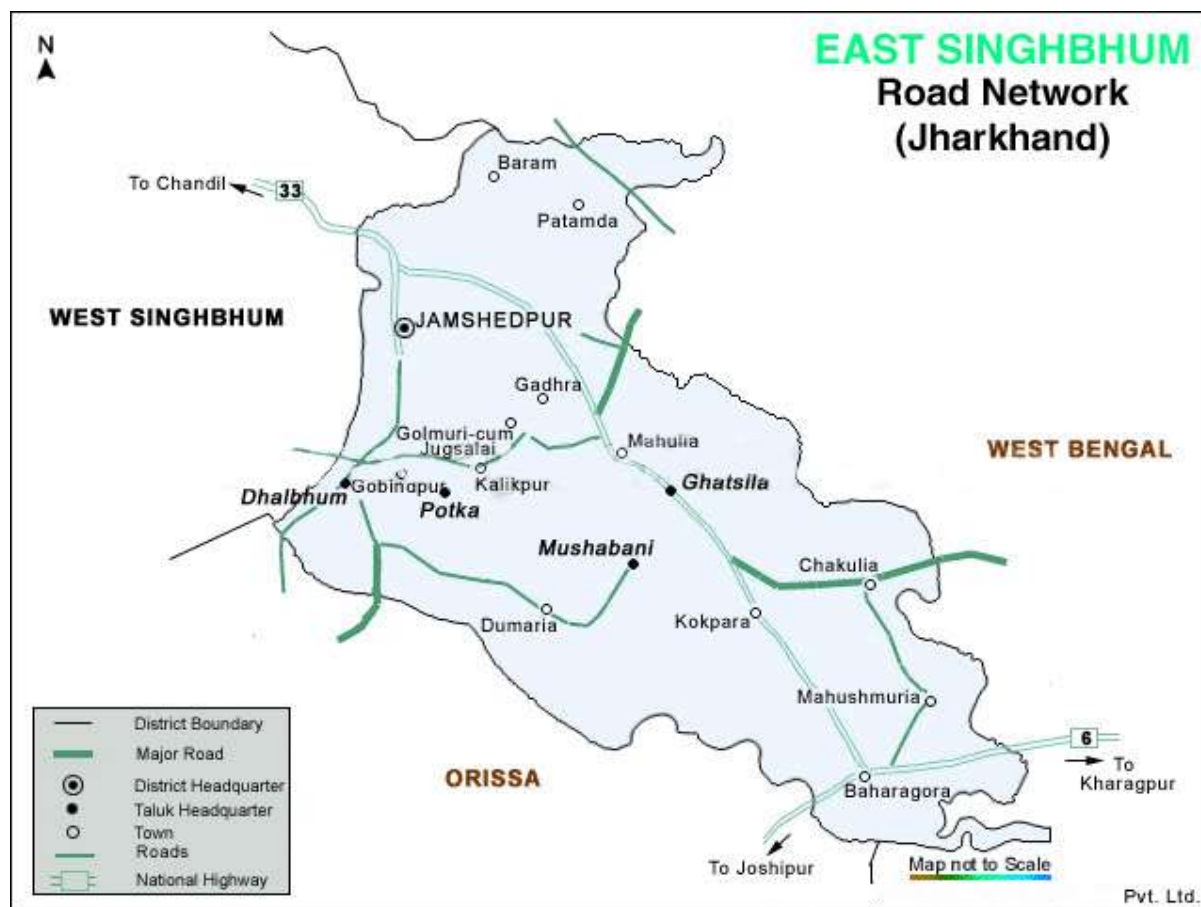 N
EAST SINGHBHUM
Road Network
(Jharkhand)
To Chandil
33
Baram
Patamda
WEST SINGHBHUM
JAMSHEDPUR
Gadhra
Golmuri-cum
Jugsalai
Mahulia
WEST BENGAL
Dhalbhum
Gobindpur
Kalikpur
Potka
Ghatsila
Mushabani
Chakulia
Dumaria
Kokpara
Mahushmuria
6
To
Kharagpur
ORISSA
Baharagora
To Joshipur
Map not to Scale
District Boundary
Major Road
District Headquarter
Taluk Headquarter
Town
Roads
National Highway
Pvt. Ltd.